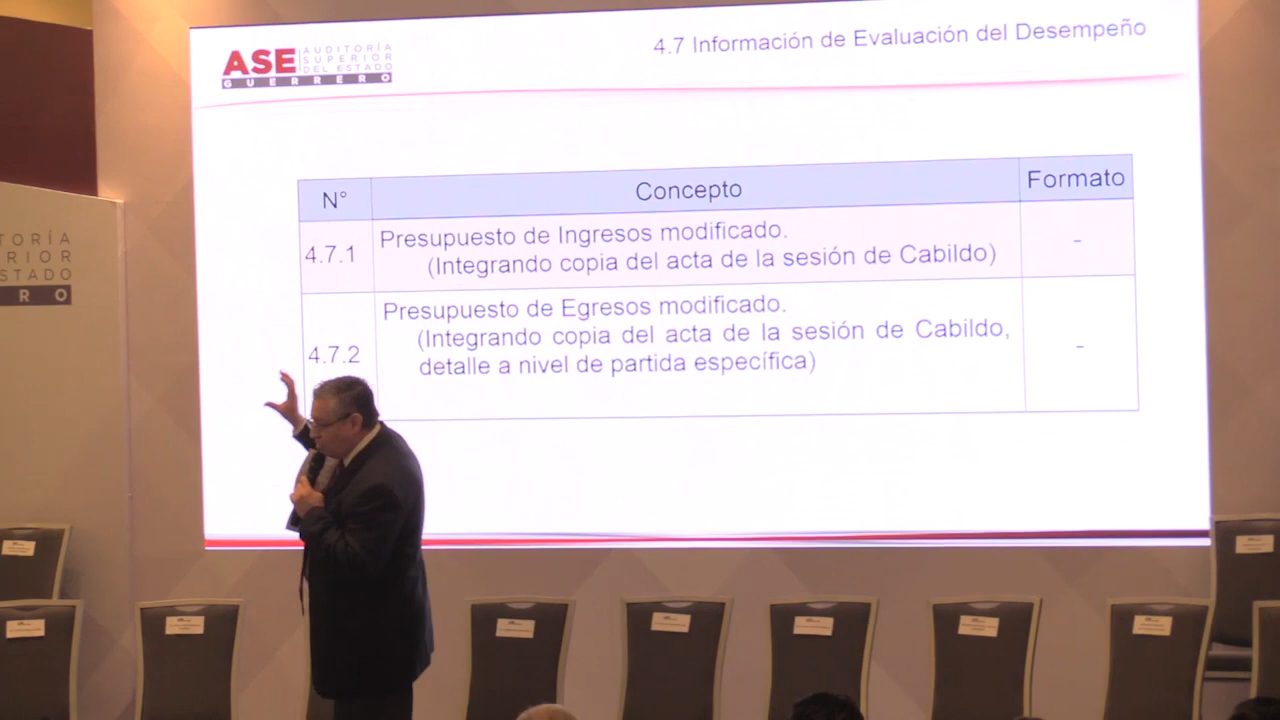 ASE AUDITORÍA
SUPERIOR
DEL ESTADO
GUERRERO
4.7 Información de Evaluación del Desempeño
N° Concepto Formato
4.7.1 Presupuesto de Ingresos modificado.
(Integrando copia del acta de la sesión de Cabildo) -
4.7.2 Presupuesto de Egresos modificado.
(Integrando copia del acta de la sesión de Cabildo,
detalle a nivel de partida específica) -
TORÍA
RIOR
STADO
RO